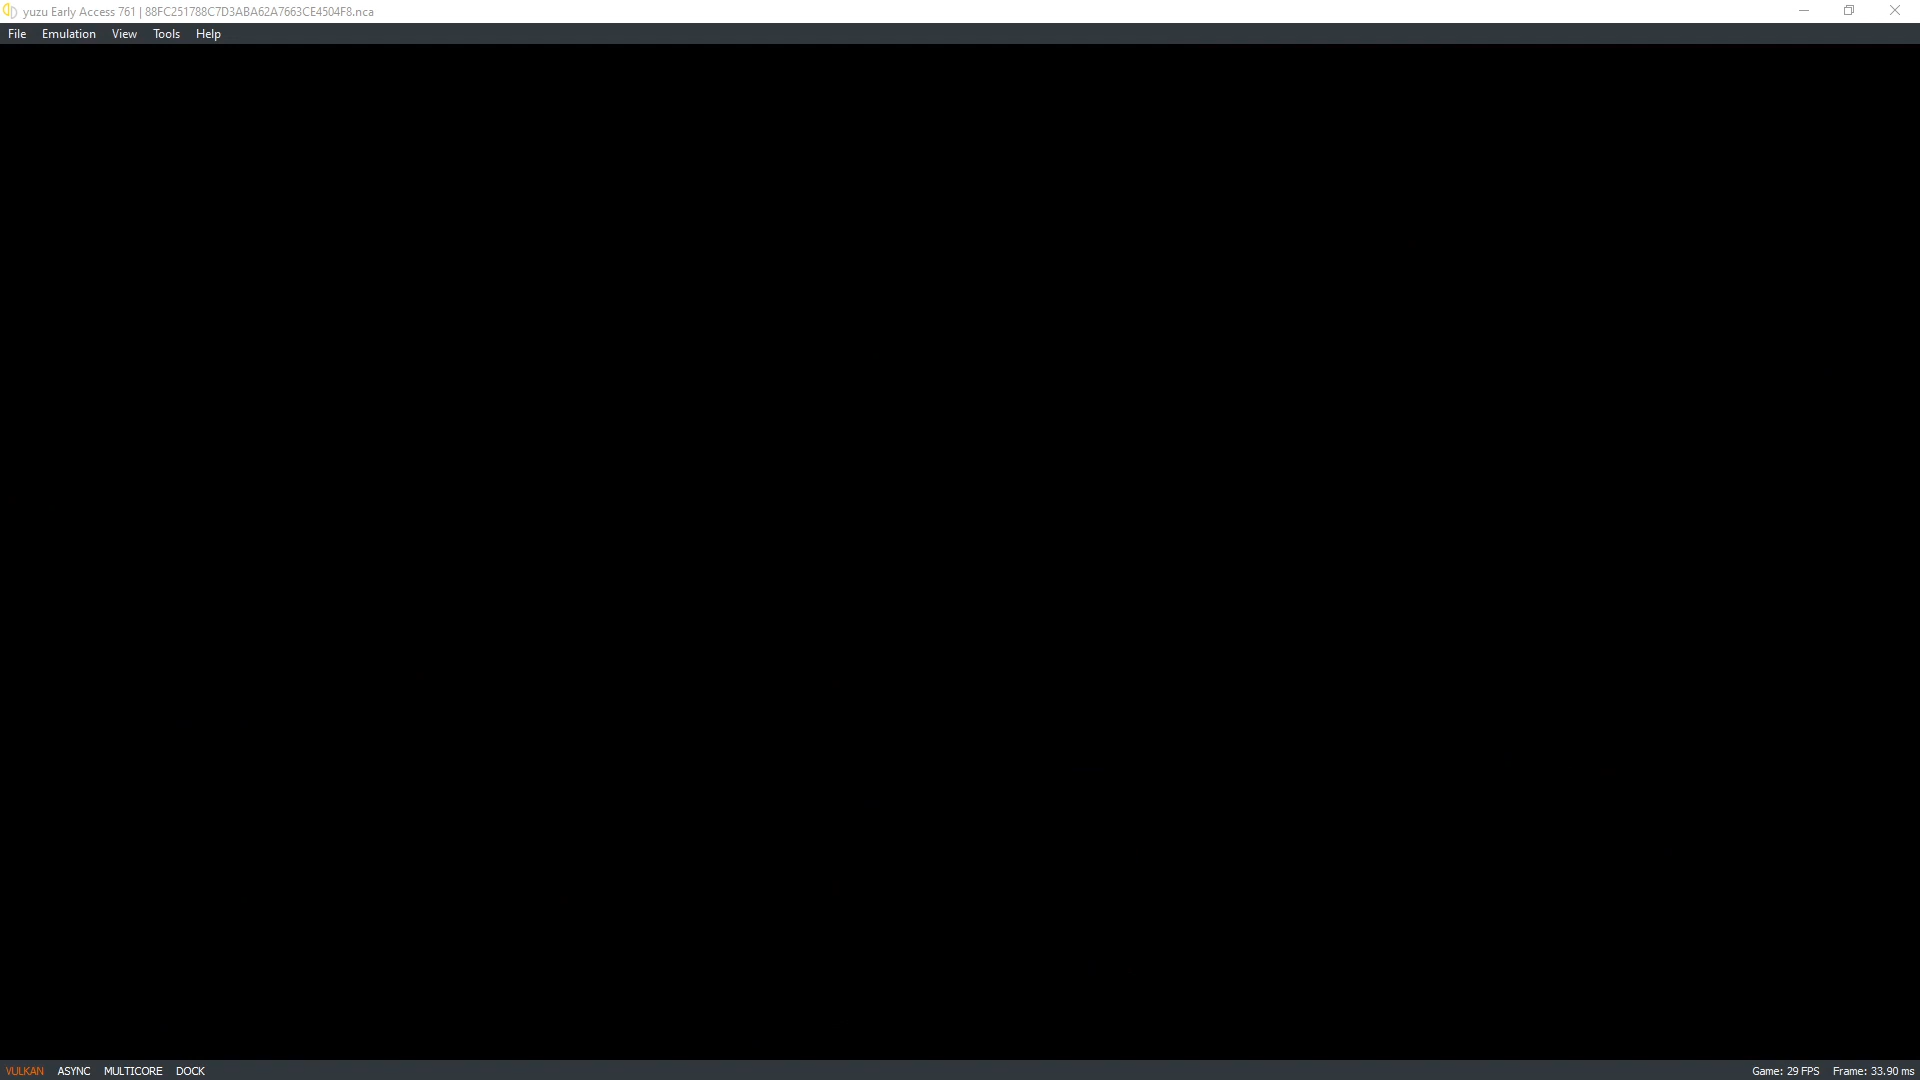 yuzu Early Access 761 | 88FC251788C7D3ABA62A7663CE4504F8.nca
File Emulation View Tools Help
VULKAN ASYNC MULTICORE DOCK Game: 29 FPS Frame: 33.90 ms